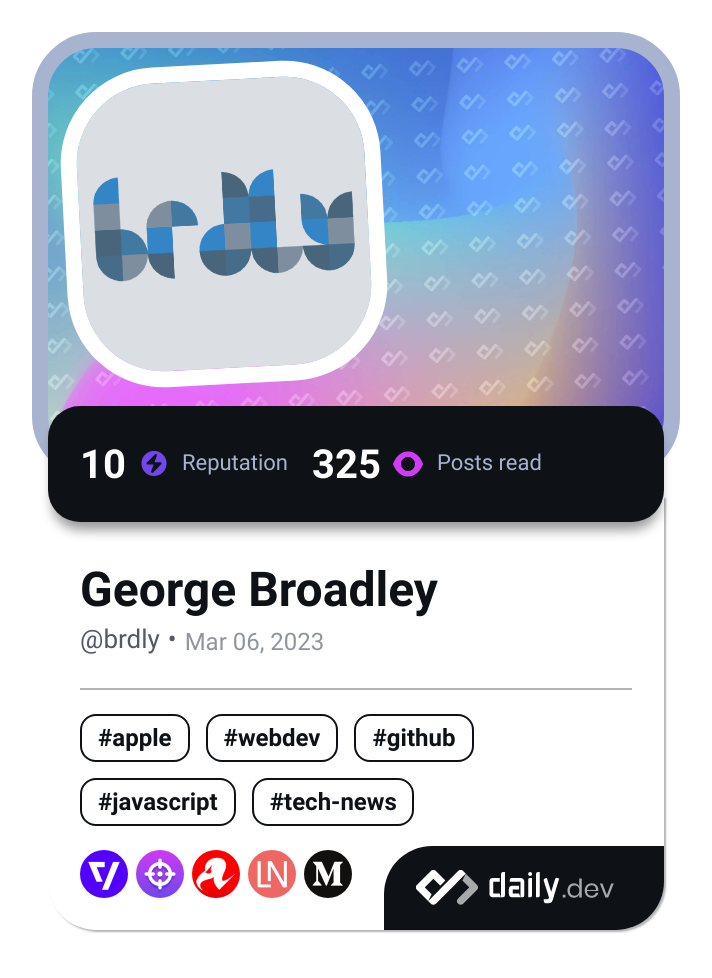 brdly
10 Reputation 325 Posts read
George Broadley
@brdly • Mar 06, 2023
#apple #webdev #github
#javascript #tech-news
LN M
daily.dev